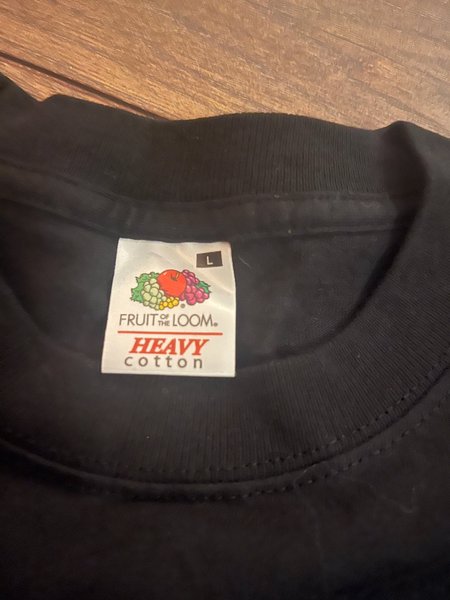 L
FRUIT OF THE LOOM®
HEAVY
cotton